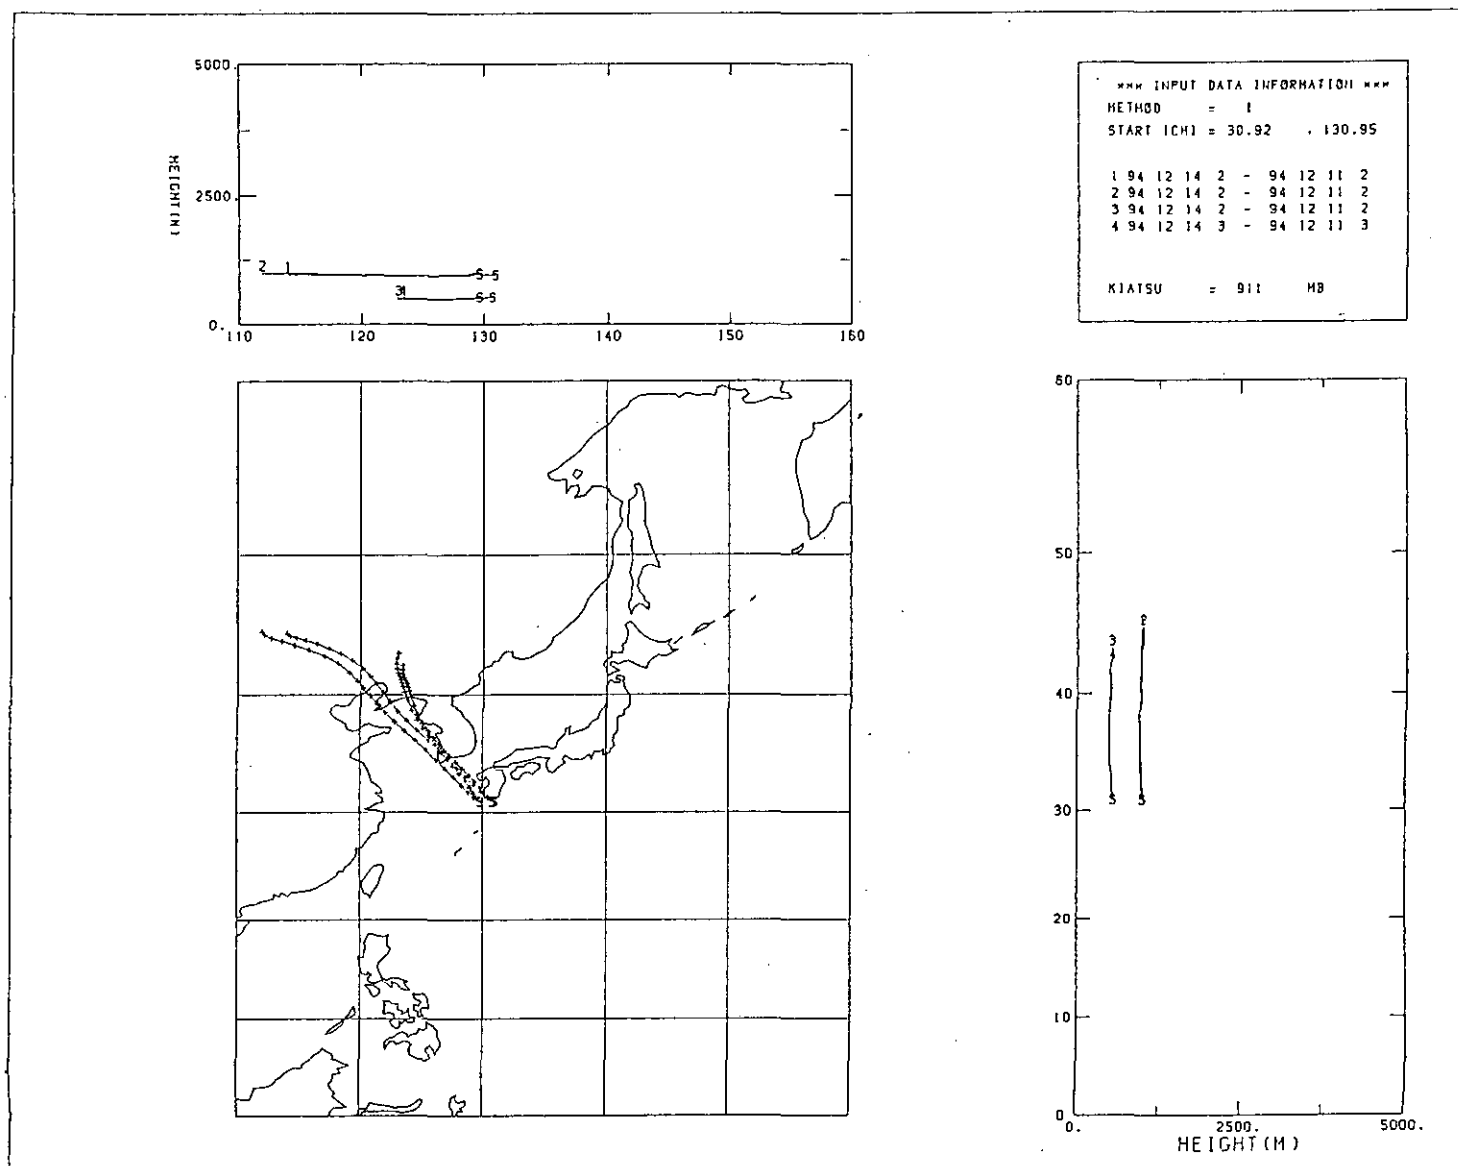 5000.
2500
0.
HEIGHT(M)
2 1
S-S
31
S-S
110 120 130 140 150 160
*** INPUT DATA INFORMATION ***
METHOD = 1
START [CH] = 30.92 , 130.95
1 94 12 14 2 - 94 12 11 2
2 94 12 14 2 - 94 12 11 2
3 94 12 14 2 - 94 12 11 2
4 94 12 14 3 - 94 12 11 3
KIATSU = 911 MB
60
50
40
30
20
10
0
3
S S
0. 2500. 5000.
HEIGHT(M)